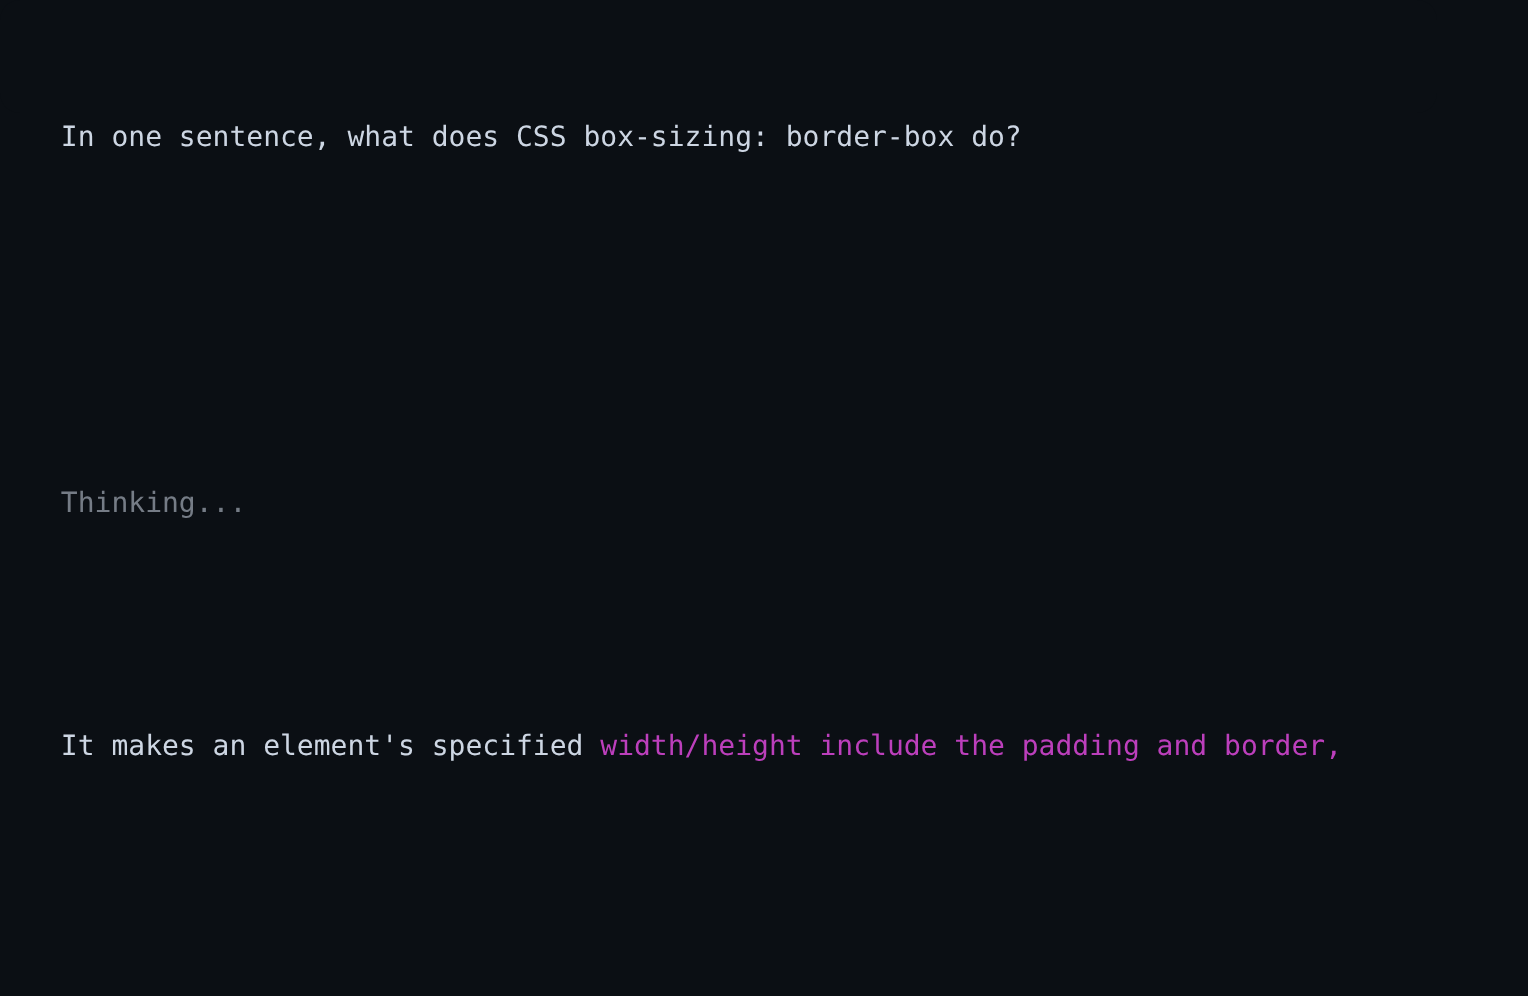 In one sentence, what does CSS box-sizing: border-box do?
Thinking...
It makes an element's specified width/height include the padding and border,